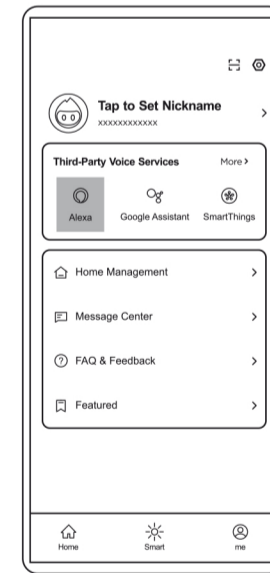 Tap to Set Nickname
xxxxxxxxxxxx
Third-Party Voice Services More >
Alexa Google Assistant SmartThings
Home Management
Message Center
FAQ & Feedback
Featured
Home Smart me